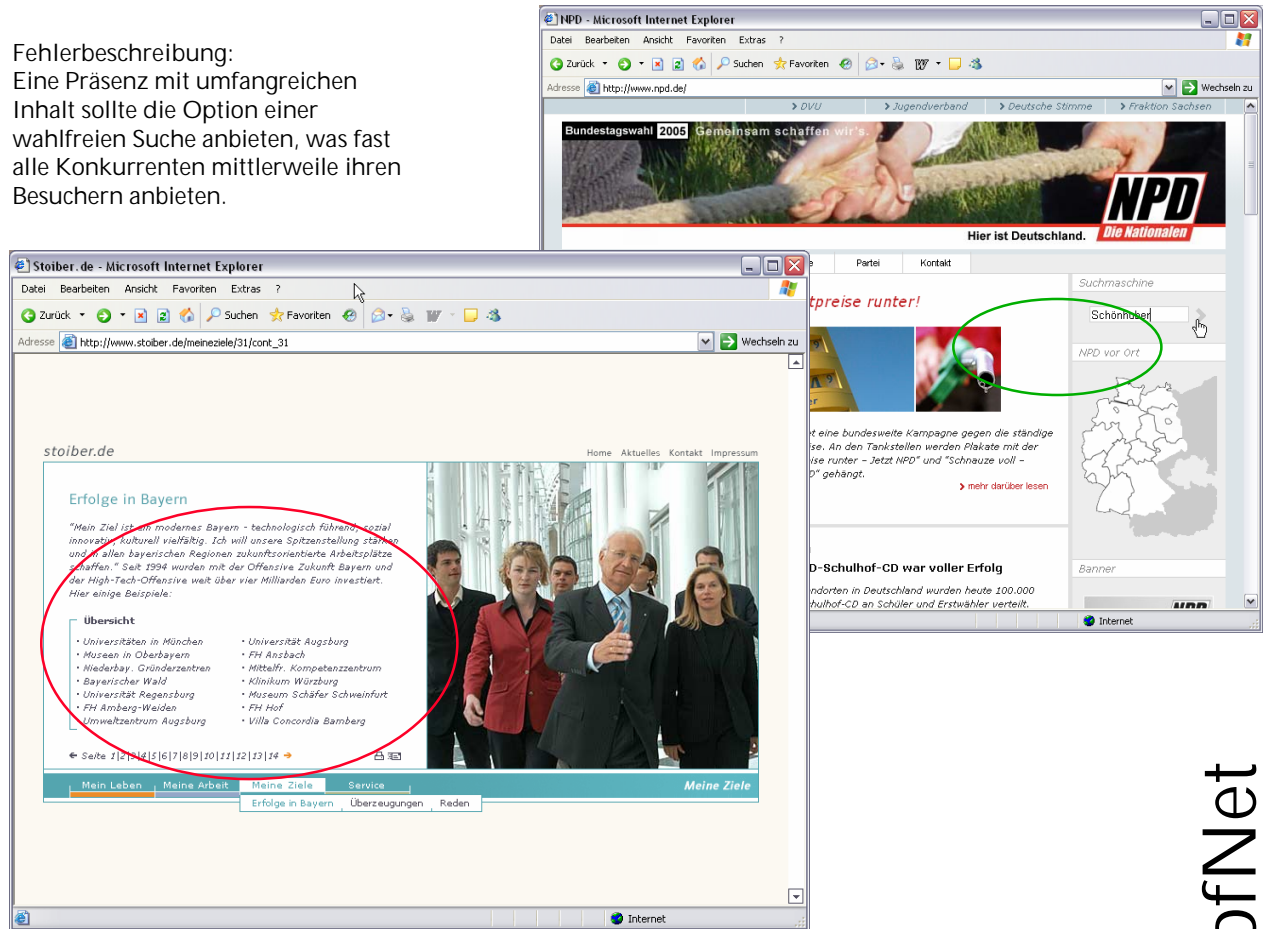 Fehlerbeschreibung:
Eine Präsenz mit umfangreichen
Inhalt sollte die Option einer
wahlfreien Suche anbieten, was fast
alle Konkurrenten mittlerweile ihren
Besuchern anbieten.
NPD - Microsoft Internet Explorer
Datei Bearbeiten Ansicht Favoriten Extras ?
Zurück Suchen Favoriten
Adresse http://www.npd.de/ Wechseln zu
DVU Jugendverband Deutsche Stimme Fraktion Sachsen
Bundestagswahl 2005 Gemeinsam schaffen wir's.
NPD
Die Nationalen
Hier ist Deutschland.
Partei Kontakt
Suchmaschine
tpreise runter!
Schönhuber
NPD vor Ort
et eine bundesweite Kampagne gegen die ständige
ise. An den Tankstellen werden Plakate mit der
ise runter – Jetzt NPD" und "Schnauze voll –
D" gehängt.
mehr darüber lesen
D-Schulhof-CD war voller Erfolg
Banner
ndorten in Deutschland wurden heute 100.000
hulhof-CD an Schüler und Erstwähler verteilt.
NPD
Internet
Stoiber.de - Microsoft Internet Explorer
Datei Bearbeiten Ansicht Favoriten Extras ?
Zurück Suchen Favoriten
Adresse http://www.stoiber.de/meineziele/31/cont_31 Wechseln zu
stoiber.de
Home Aktuelles Kontakt Impressum
Erfolge in Bayern
"Mein Ziel ist ein modernes Bayern - technologisch führend, sozial
innovativ, kulturell vielfältig. Ich will unsere Spitzenstellung stärken
und in allen bayerischen Regionen zukunftsorientierte Arbeitsplätze
schaffen." Seit 1994 wurden mit der Offensive Zukunft Bayern und
der High-Tech-Offensive weit über vier Milliarden Euro investiert.
Hier einige Beispiele:
Übersicht
· Universitäten in München · Universität Augsburg
· Museen in Oberbayern · FH Ansbach
· Niederbay. Gründerzentren · Mittelfr. Kompetenzzentrum
· Bayerischer Wald · Klinikum Würzburg
· Universität Regensburg · Museum Schäfer Schweinfurt
· FH Amberg-Weiden · FH Hof
· Umweltzentrum Augsburg · Villa Concordia Bamberg
← Seite 1|2|3|4|5|6|7|8|9|10|11|12|13|14 →
Mein Leben Meine Arbeit Meine Ziele Service Meine Ziele
Erfolge in Bayern Überzeugungen Reden
Internet
ofNet